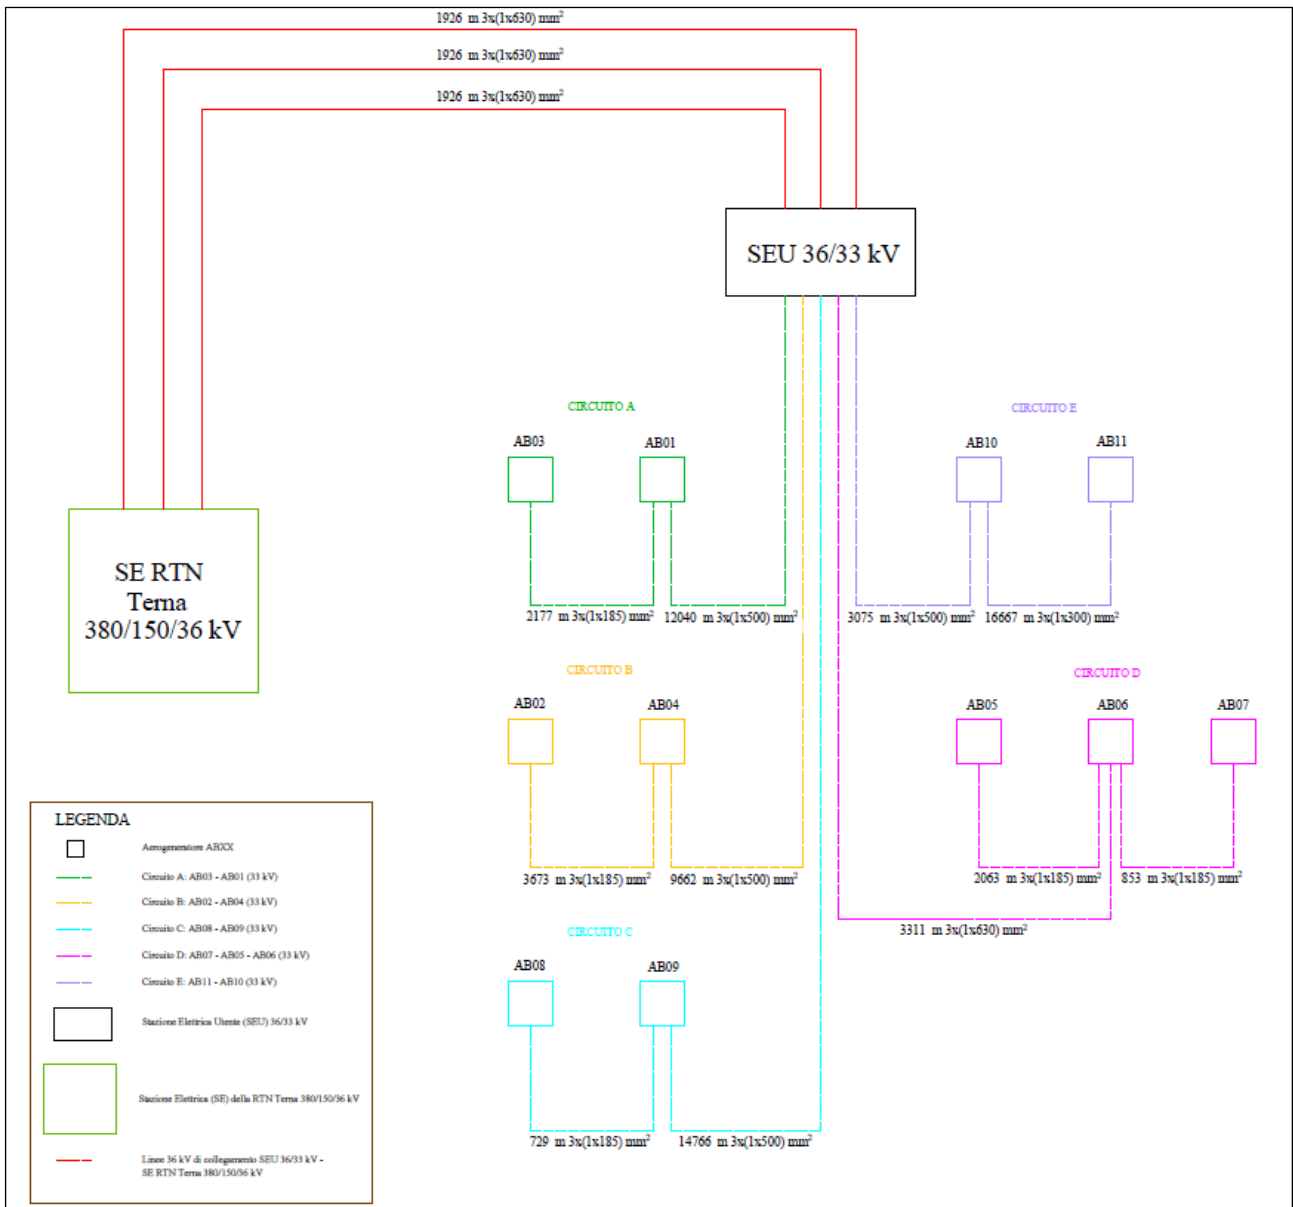 1926 m 3x(1x630) mm²
1926 m 3x(1x630) mm²
1926 m 3x(1x630) mm²
SEU 36/33 kV
SE RTN
Terna
380/150/36 kV
CIRCUITO A
AB03
AB01
2177 m 3x(1x185) mm²
12040 m 3x(1x500) mm²
CIRCUITO E
AB10
AB11
3075 m 3x(1x500) mm²
16667 m 3x(1x300) mm²
CIRCUITO B
AB02
AB04
3673 m 3x(1x185) mm²
9662 m 3x(1x500) mm²
CIRCUITO D
AB05
AB06
AB07
2063 m 3x(1x185) mm²
853 m 3x(1x185) mm²
3311 m 3x(1x630) mm²
CIRCUITO C
AB08
AB09
729 m 3x(1x185) mm²
14766 m 3x(1x500) mm²
LEGENDA
Aerogeneratore ABXX
Circuito A: AB03 - AB01 (33 kV)
Circuito B: AB02 - AB04 (33 kV)
Circuito C: AB08 - AB09 (33 kV)
Circuito D: AB07 - AB05 - AB06 (33 kV)
Circuito E: AB11 - AB10 (33 kV)
Stazione Elettrica Utente (SEU) 36/33 kV
Stazione Elettrica (SE) della RTN Terna 380/150/36 kV
Linee 36 kV di collegamento SEU 36/33 kV -
SE RTN Terna 380/150/36 kV